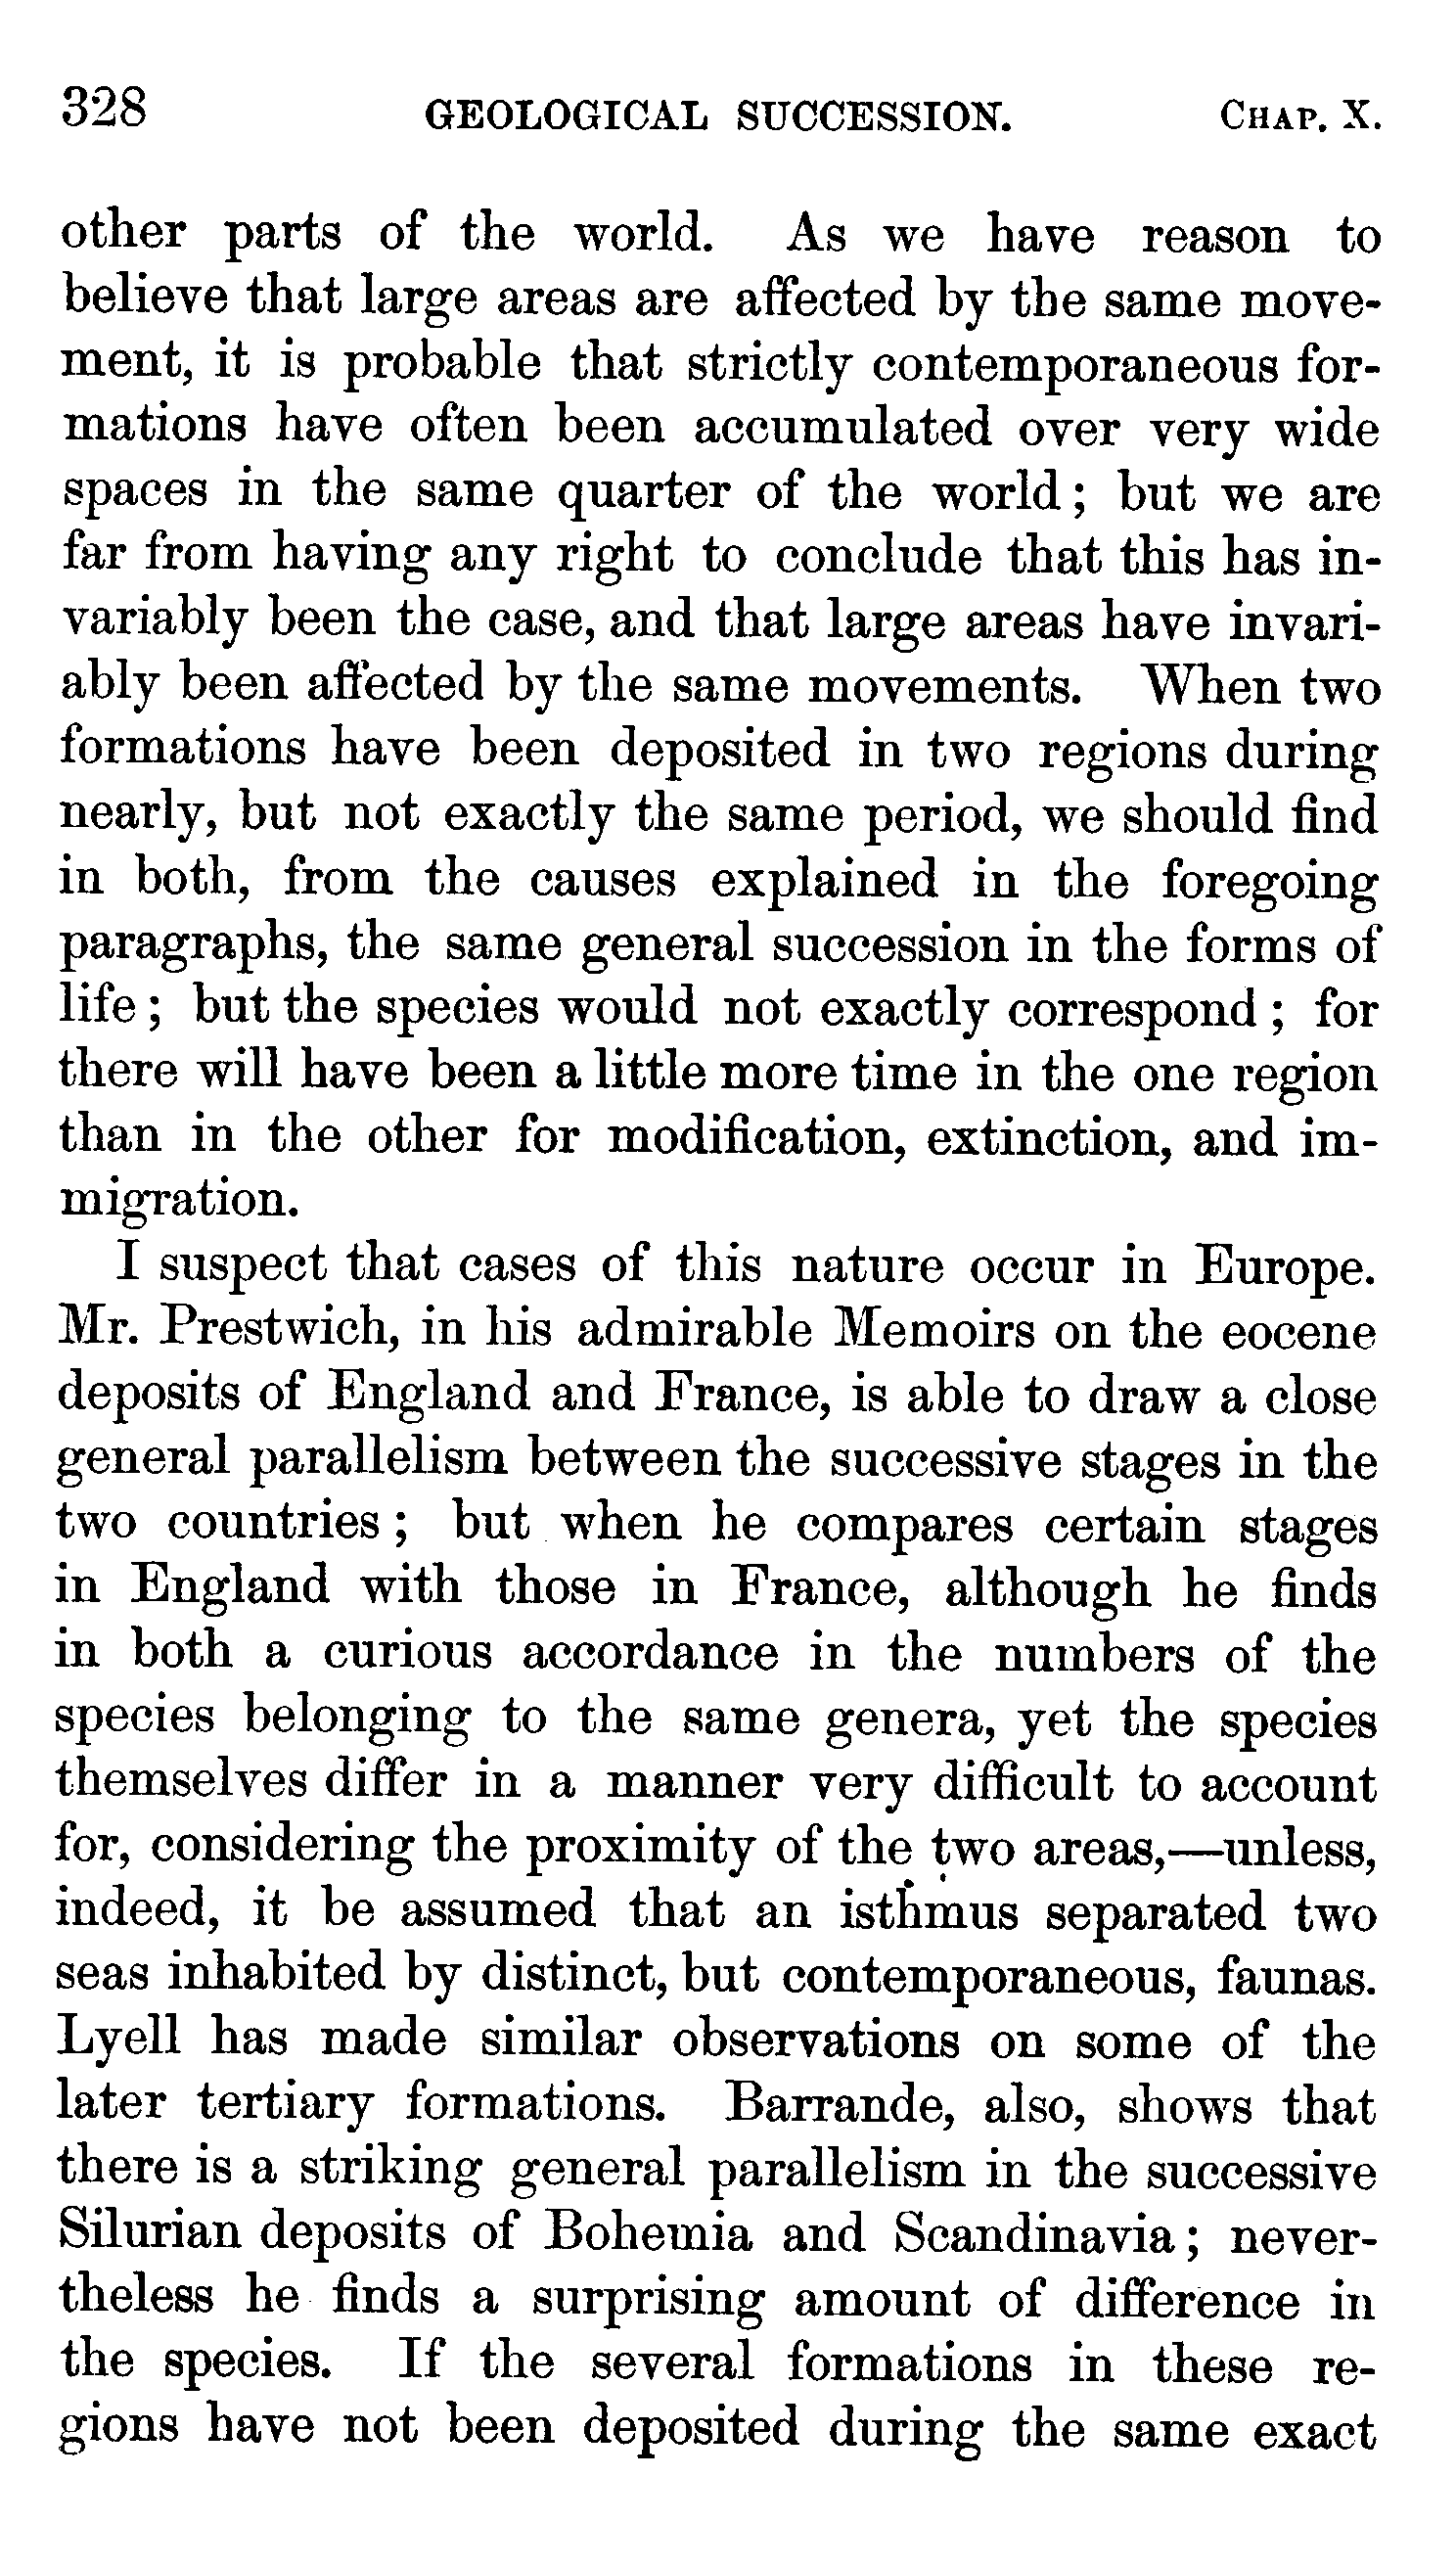 328 GEOLOGICAL SUCCESSION. CHAP. X.
other parts of the world. As we have reason to
believe that large areas are affected by the same move-
ment, it is probable that strictly contemporaneous for-
mations have often been accumulated over very wide
spaces in the same quarter of the world; but we are
far from having any right to conclude that this has in-
variably been the case, and that large areas have invari-
ably been affected by the same movements. When two
formations have been deposited in two regions during
nearly, but not exactly the same period, we should find
in both, from the causes explained in the foregoing
paragraphs, the same general succession in the forms of
life; but the species would not exactly correspond; for
there will have been a little more time in the one region
than in the other for modification, extinction, and im-
migration.
I suspect that cases of this nature occur in Europe.
Mr. Prestwich, in his admirable Memoirs on the eocene
deposits of England and France, is able to draw a close
general parallelism between the successive stages in the
two countries; but when he compares certain stages
in England with those in France, although he finds
in both a curious accordance in the numbers of the
species belonging to the same genera, yet the species
themselves differ in a manner very difficult to account
for, considering the proximity of the two areas,—unless,
indeed, it be assumed that an isthmus separated two
seas inhabited by distinct, but contemporaneous, faunas.
Lyell has made similar observations on some of the
later tertiary formations. Barrande, also, shows that
there is a striking general parallelism in the successive
Silurian deposits of Bohemia and Scandinavia; never-
theless he finds a surprising amount of difference in
the species. If the several formations in these re-
gions have not been deposited during the same exact